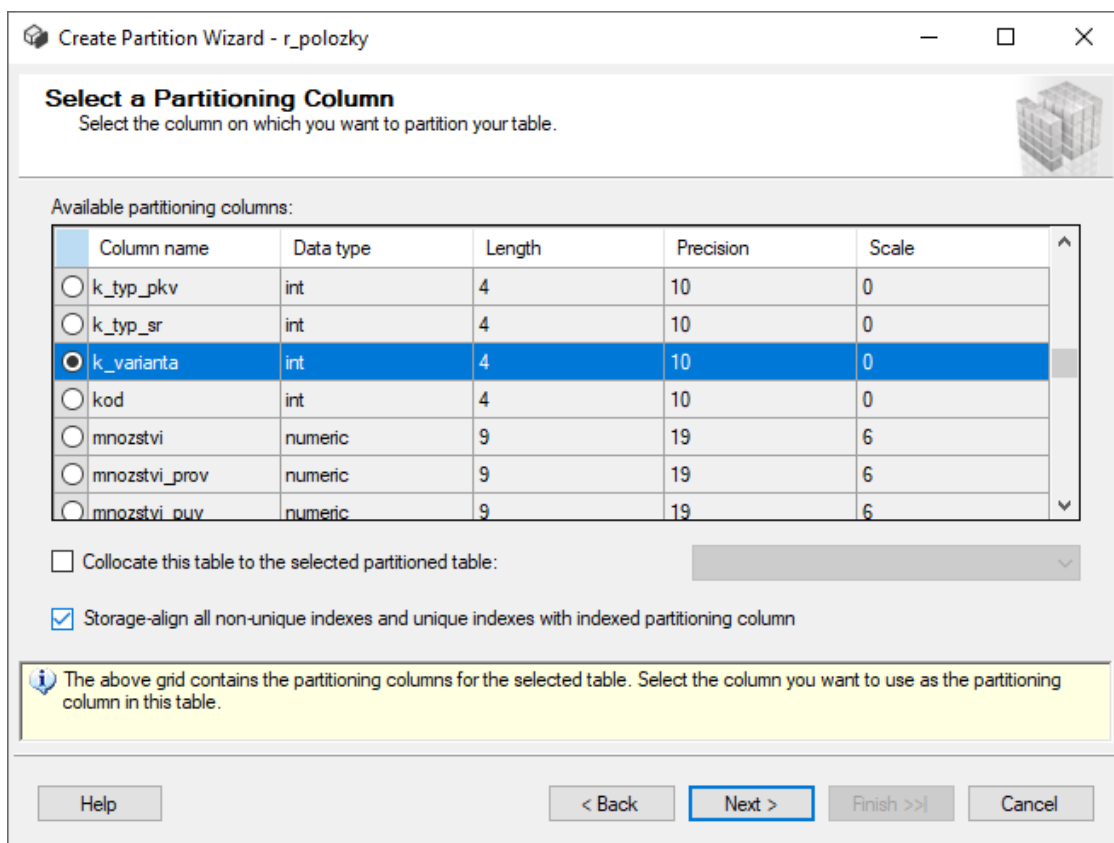 Create Partition Wizard - r_polozky
Select a Partitioning Column
Select the column on which you want to partition your table.
Available partitioning columns:
Column name Data type Length Precision Scale
k_typ_pkv int 4 10 0
k_typ_sr int 4 10 0
k_varianta int 4 10 0
kod int 4 10 0
mnozstvi numeric 9 19 6
mnozstvi_prov numeric 9 19 6
mnozstvi_puv numeric 9 19 6
Collocate this table to the selected partitioned table:
Storage-align all non-unique indexes and unique indexes with indexed partitioning column
The above grid contains the partitioning columns for the selected table. Select the column you want to use as the partitioning
column in this table.
Help < Back Next > Finish >>| Cancel